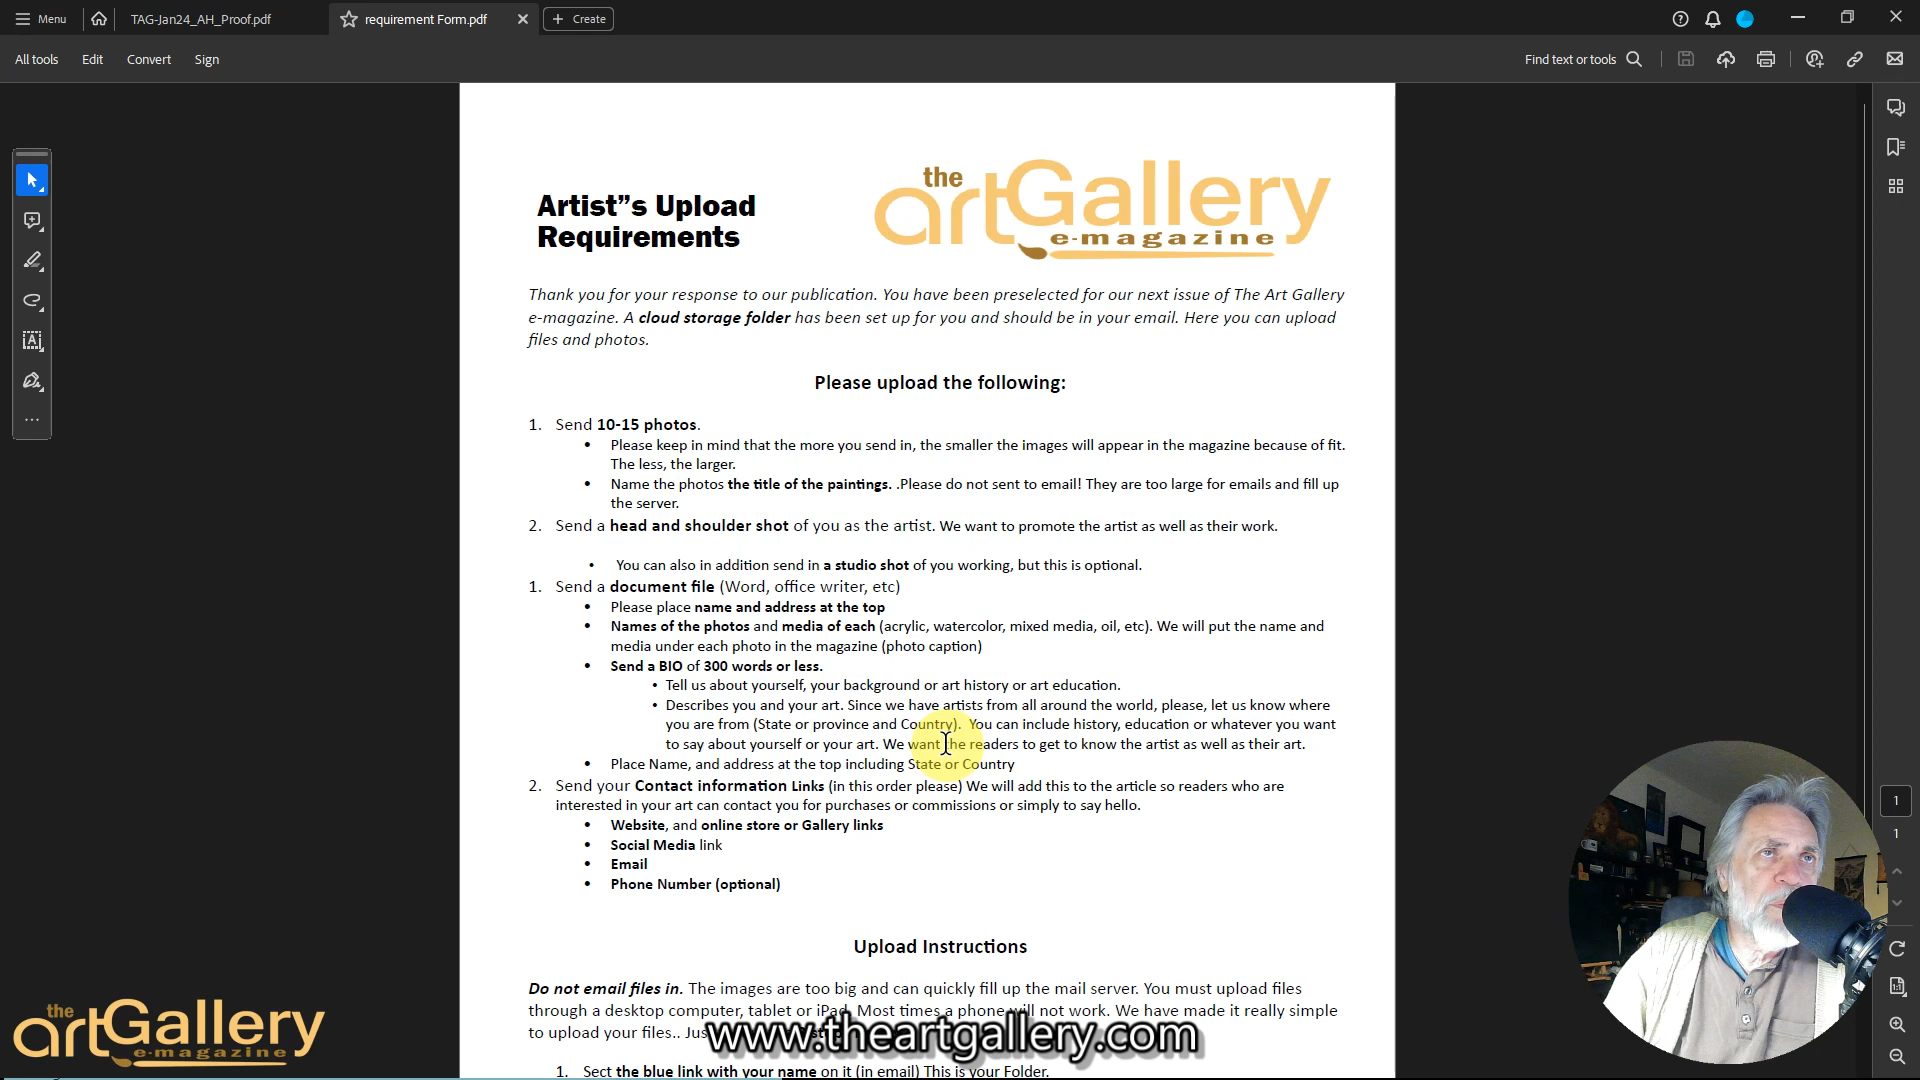 Menu
TAG-Jan24_AH_Proof.pdf
requirement Form.pdf
Create
All tools
Edit
Convert
Sign
Find text or tools
Artist”s Upload
Requirements
the
artGallery
e-magazine
Thank you for your response to our publication. You have been preselected for our next issue of The Art Gallery
e-magazine. A cloud storage folder has been set up for you and should be in your email. Here you can upload
files and photos.
Please upload the following:
1. Send 10-15 photos.
• Please keep in mind that the more you send in, the smaller the images will appear in the magazine because of fit.
The less, the larger.
• Name the photos the title of the paintings. .Please do not sent to email! They are too large for emails and fill up
the server.
2. Send a head and shoulder shot of you as the artist. We want to promote the artist as well as their work.
• You can also in addition send in a studio shot of you working, but this is optional.
1. Send a document file (Word, office writer, etc)
• Please place name and address at the top
• Names of the photos and media of each (acrylic, watercolor, mixed media, oil, etc). We will put the name and
media under each photo in the magazine (photo caption)
• Send a BIO of 300 words or less.
• Tell us about yourself, your background or art history or art education.
• Describes you and your art. Since we have artists from all around the world, please, let us know where
you are from (State or province and Country). You can include history, education or whatever you want
to say about yourself or your art. We want the readers to get to know the artist as well as their art.
• Place Name, and address at the top including State or Country
2. Send your Contact information Links (in this order please) We will add this to the article so readers who are
interested in your art can contact you for purchases or commissions or simply to say hello.
• Website, and online store or Gallery links
• Social Media link
• Email
• Phone Number (optional)
Upload Instructions
Do not email files in. The images are too big and can quickly fill up the mail server. You must upload files
through a desktop computer, tablet or iPad. Most times a phone will not work. We have made it really simple
to upload your files..
1. Sect the blue link with your name on it (in email) This is your Folder.
1
1
the
artGallery
e-magazine
www.theartgallery.com